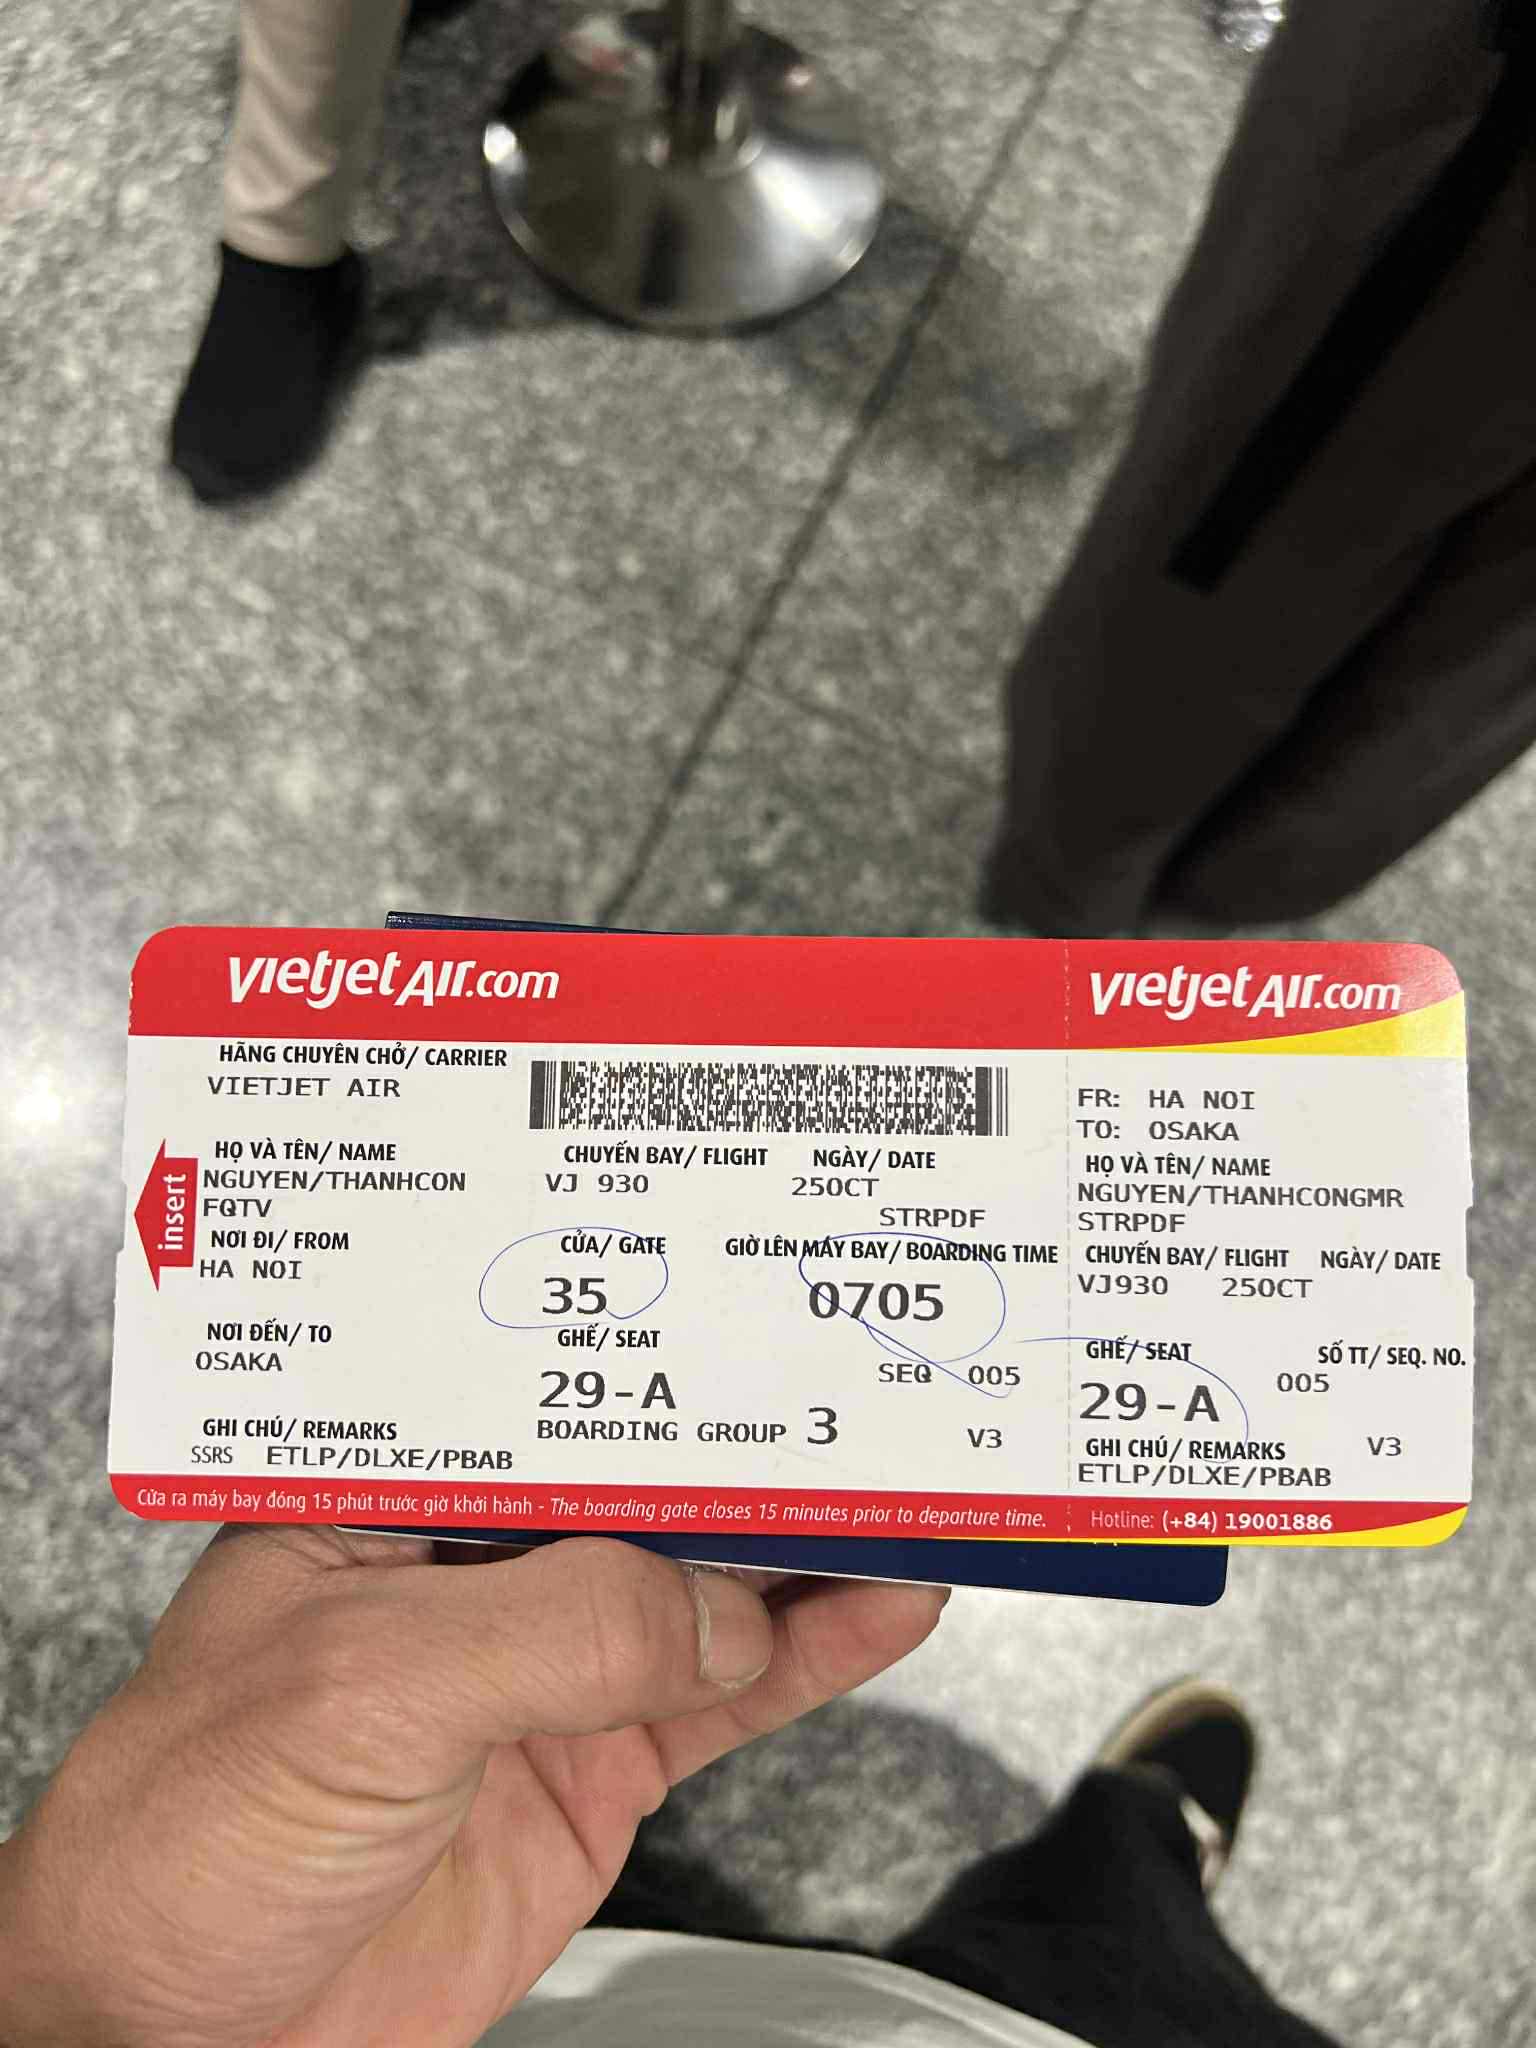 vietjetAir.com
HÃNG CHUYÊN CHỞ/ CARRIER
VIETJET AIR
HỌ VÀ TÊN/ NAME
NGUYEN/THANHCON
FQTV
CHUYẾN BAY/ FLIGHT
VJ 930
NGÀY/ DATE
25OCT
STRPDF
insert
NƠI ĐI/ FROM
HA NOI
CỬA/ GATE
35
GIỜ LÊN MÁY BAY/ BOARDING TIME
0705
NƠI ĐẾN/ TO
OSAKA
GHẾ/ SEAT
29-A
SEQ 005
BOARDING GROUP 3
V3
GHI CHÚ/ REMARKS
SSRS ETLP/DLXE/PBAB
Cửa ra máy bay đóng 15 phút trước giờ khởi hành - The boarding gate closes 15 minutes prior to departure time.
vietjetAir.com
FR: HA NOI
TO: OSAKA
HỌ VÀ TÊN/ NAME
NGUYEN/THANHCONGMR
STRPDF
CHUYẾN BAY/ FLIGHT NGÀY/ DATE
VJ930 25OCT
GHẾ/ SEAT SỐ TT/ SEQ. NO.
29-A 005
GHI CHÚ/ REMARKS V3
ETLP/DLXE/PBAB
Hotline: (+84) 19001886